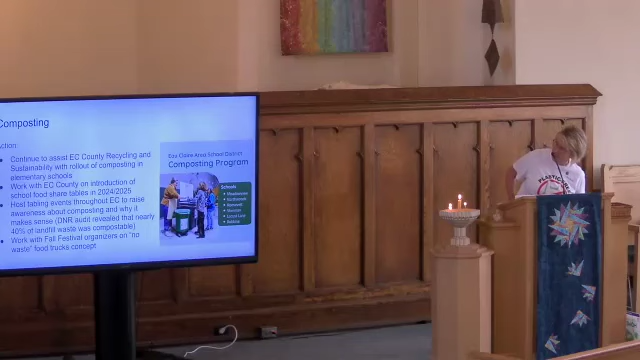 Composting
Action:
Continue to assist EC County Recycling and
Sustainability with rollout of composting in
elementary schools
Work with EC County on introduction of
school food share tables in 2024/2025
Host tabling events throughout EC to raise
awareness about composting and why it
makes sense (DNR audit revealed that nearly
40% of landfill waste was compostable)
Work with Fall Festival organizers on "no
waste" food trucks concept
Eau Claire Area School District
Composting Program
Schools
PLASTIC